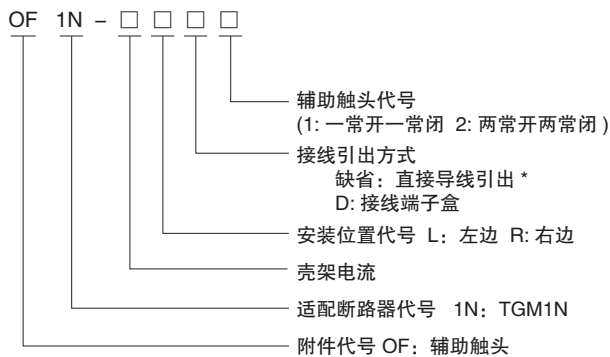 OF 1N – □ □ □ □
辅助触头代号
(1: 一常开一常闭 2: 两常开两常闭 )
接线引出方式
缺省：直接导线引出 *
D: 接线端子盒
安装位置代号 L：左边 R: 右边
壳架电流
适配断路器代号 1N：TGM1N
附件代号 OF：辅助触头